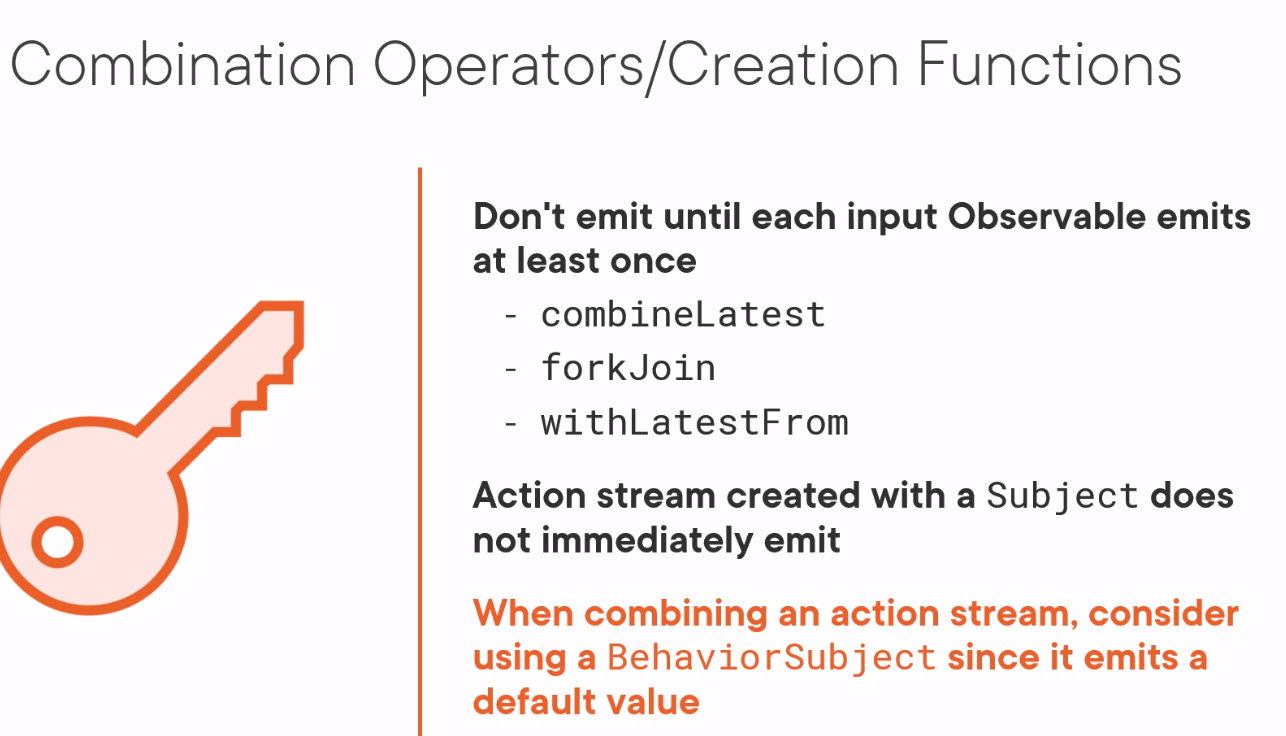 Combination Operators/Creation Functions
Don't emit until each input Observable emits
at least once
- combineLatest
- forkJoin
- withLatestFrom
Action stream created with a Subject does
not immediately emit
When combining an action stream, consider
using a BehaviorSubject since it emits a
default value